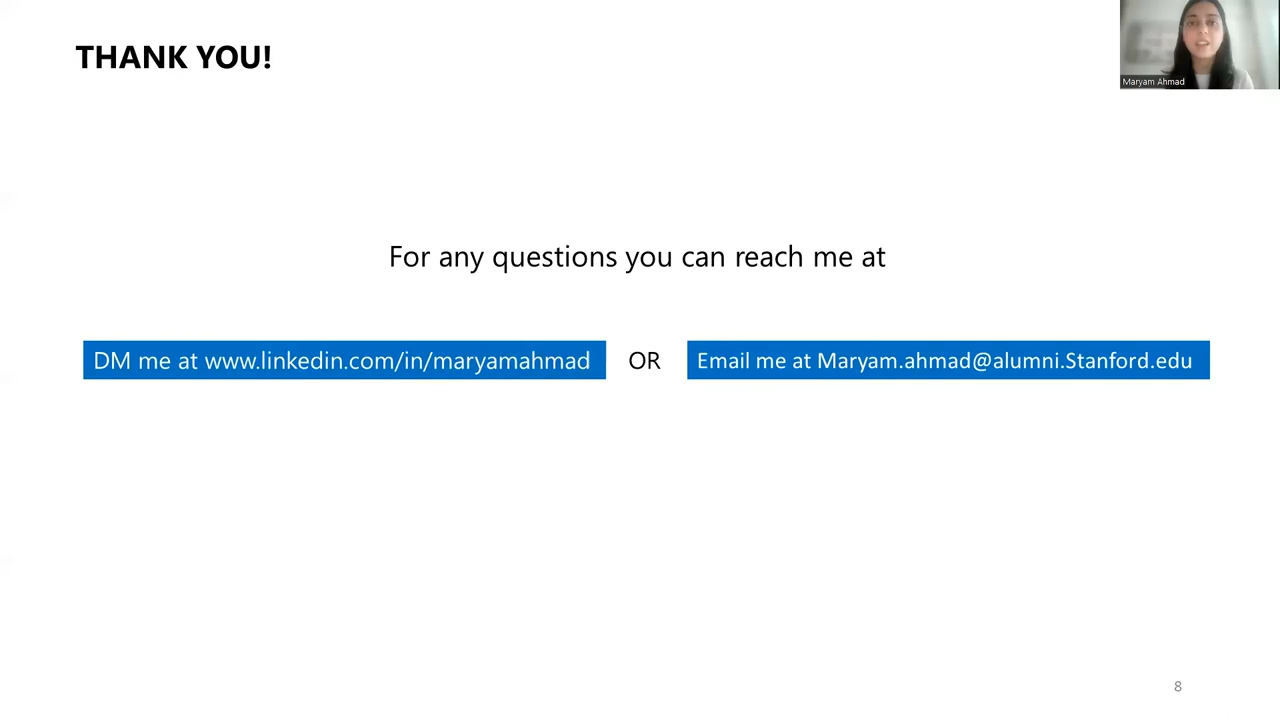 THANK YOU!
Maryam Ahmad
For any questions you can reach me at
DM me at www.linkedin.com/in/maryamahmad OR Email me at Maryam.ahmad@alumni.Stanford.edu
8